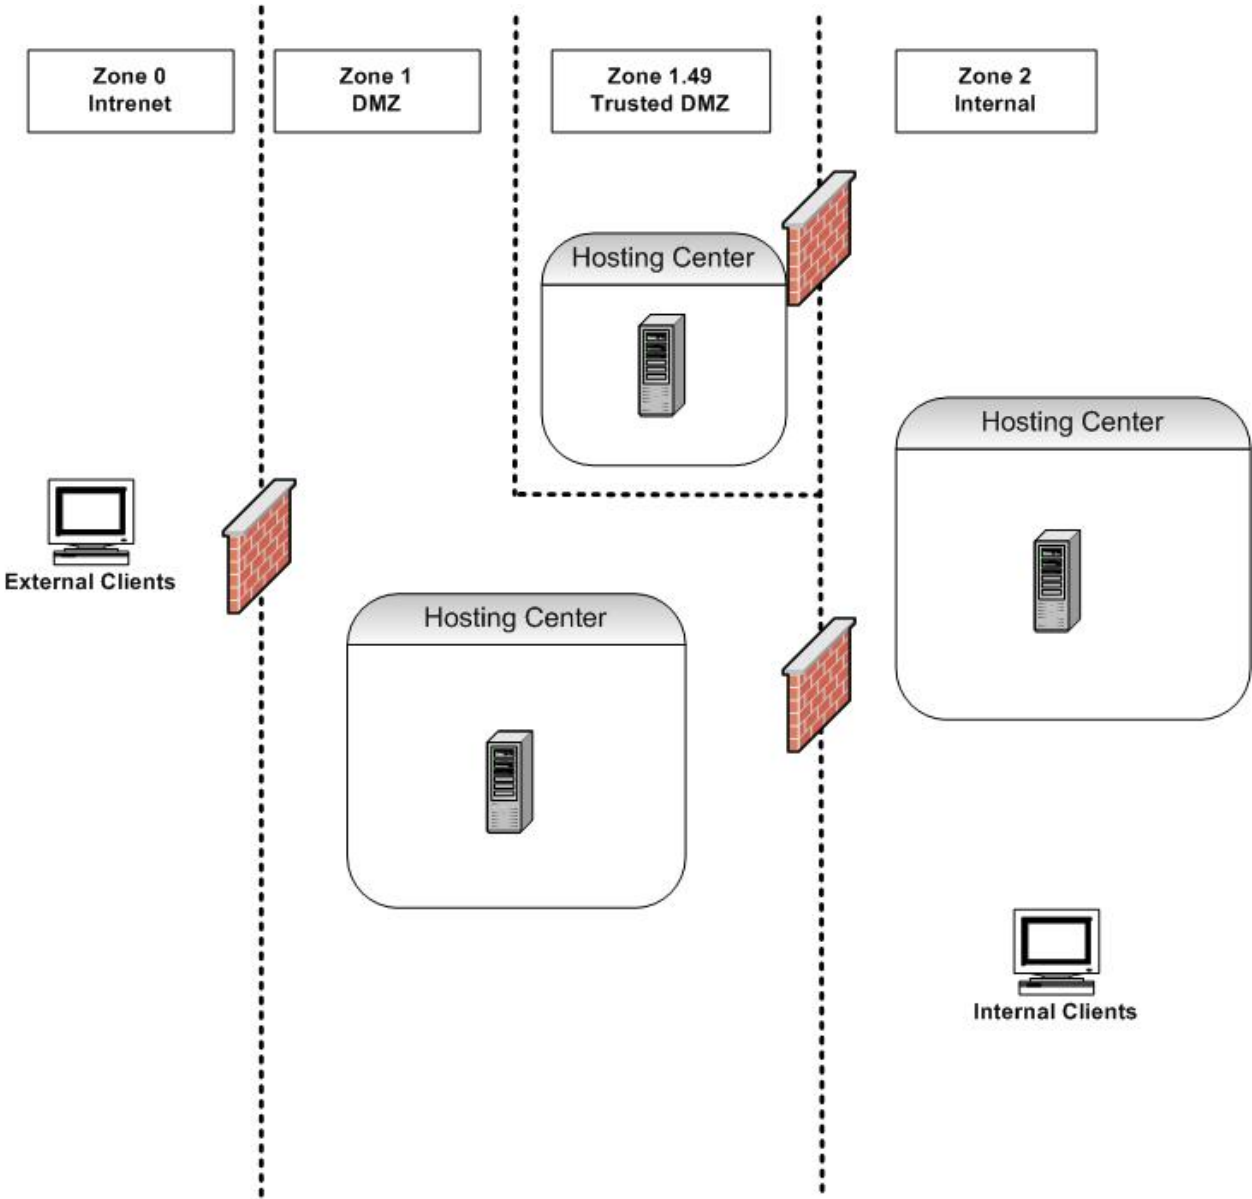 Zone 0
Intrenet
Zone 1
DMZ
Zone 1.49
Trusted DMZ
Zone 2
Internal
Hosting Center
Hosting Center
External Clients
Hosting Center
Internal Clients